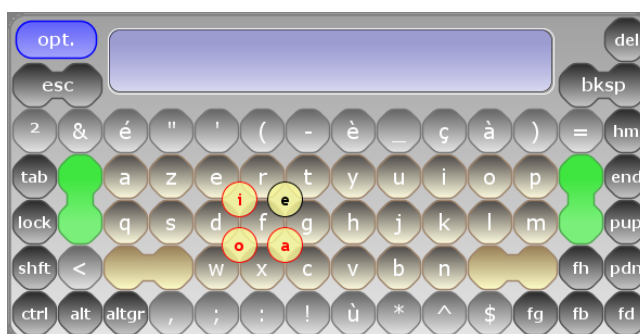 opt. del
esc bksp
² & é " ' ( - è _ ç à ) = hm
tab a z e r t y u i o p end
i e
lock q s d f g h j k l m pup
o a
shft < w x c v b n fh pdn
ctrl alt altgr , ; : ! ù * ^ $ fg fb fd